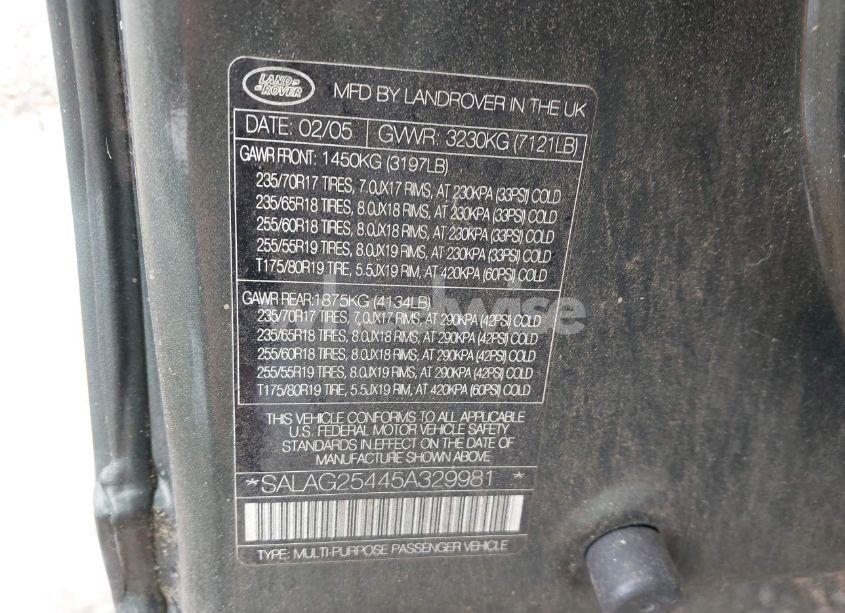 LAND
ROVER
MFD BY LANDROVER IN THE UK
DATE: 02/05 GVWR: 3230KG (7121LB)
GAWR FRONT: 1450KG (3197LB)
235/70R17 TIRES, 7.0JX17 RIMS, AT 230KPA (33PSI) COLD
235/65R18 TIRES, 8.0JX18 RIMS, AT 230KPA (33PSI) COLD
255/60R18 TIRES, 8.0JX18 RIMS, AT 230KPA (33PSI) COLD
255/55R19 TIRES, 8.0JX19 RIMS, AT 230KPA (33PSI) COLD
T175/80R19 TIRE, 5.5JX19 RIM, AT 420KPA (60PSI) COLD
GAWR REAR:1875KG (4134LB)
235/70R17 TIRES, 7.0JX17 RIMS, AT 290KPA (42PSI) COLD
235/65R18 TIRES, 8.0JX18 RIMS, AT 290KPA (42PSI) COLD
255/60R18 TIRES, 8.0JX18 RIMS, AT 290KPA (42PSI) COLD
255/55R19 TIRES, 8.0JX19 RIMS, AT 290KPA (42PSI) COLD
T175/80R19 TIRE, 5.5JX19 RIM, AT 420KPA (60PSI) COLD
THIS VEHICLE CONFORMS TO ALL APPLICABLE
U.S. FEDERAL MOTOR VEHICLE SAFETY
STANDARDS IN EFFECT ON THE DATE OF
MANUFACTURE SHOWN ABOVE
*SALAG25445A329981 *
TYPE: MULTI-PURPOSE PASSENGER VEHICLE